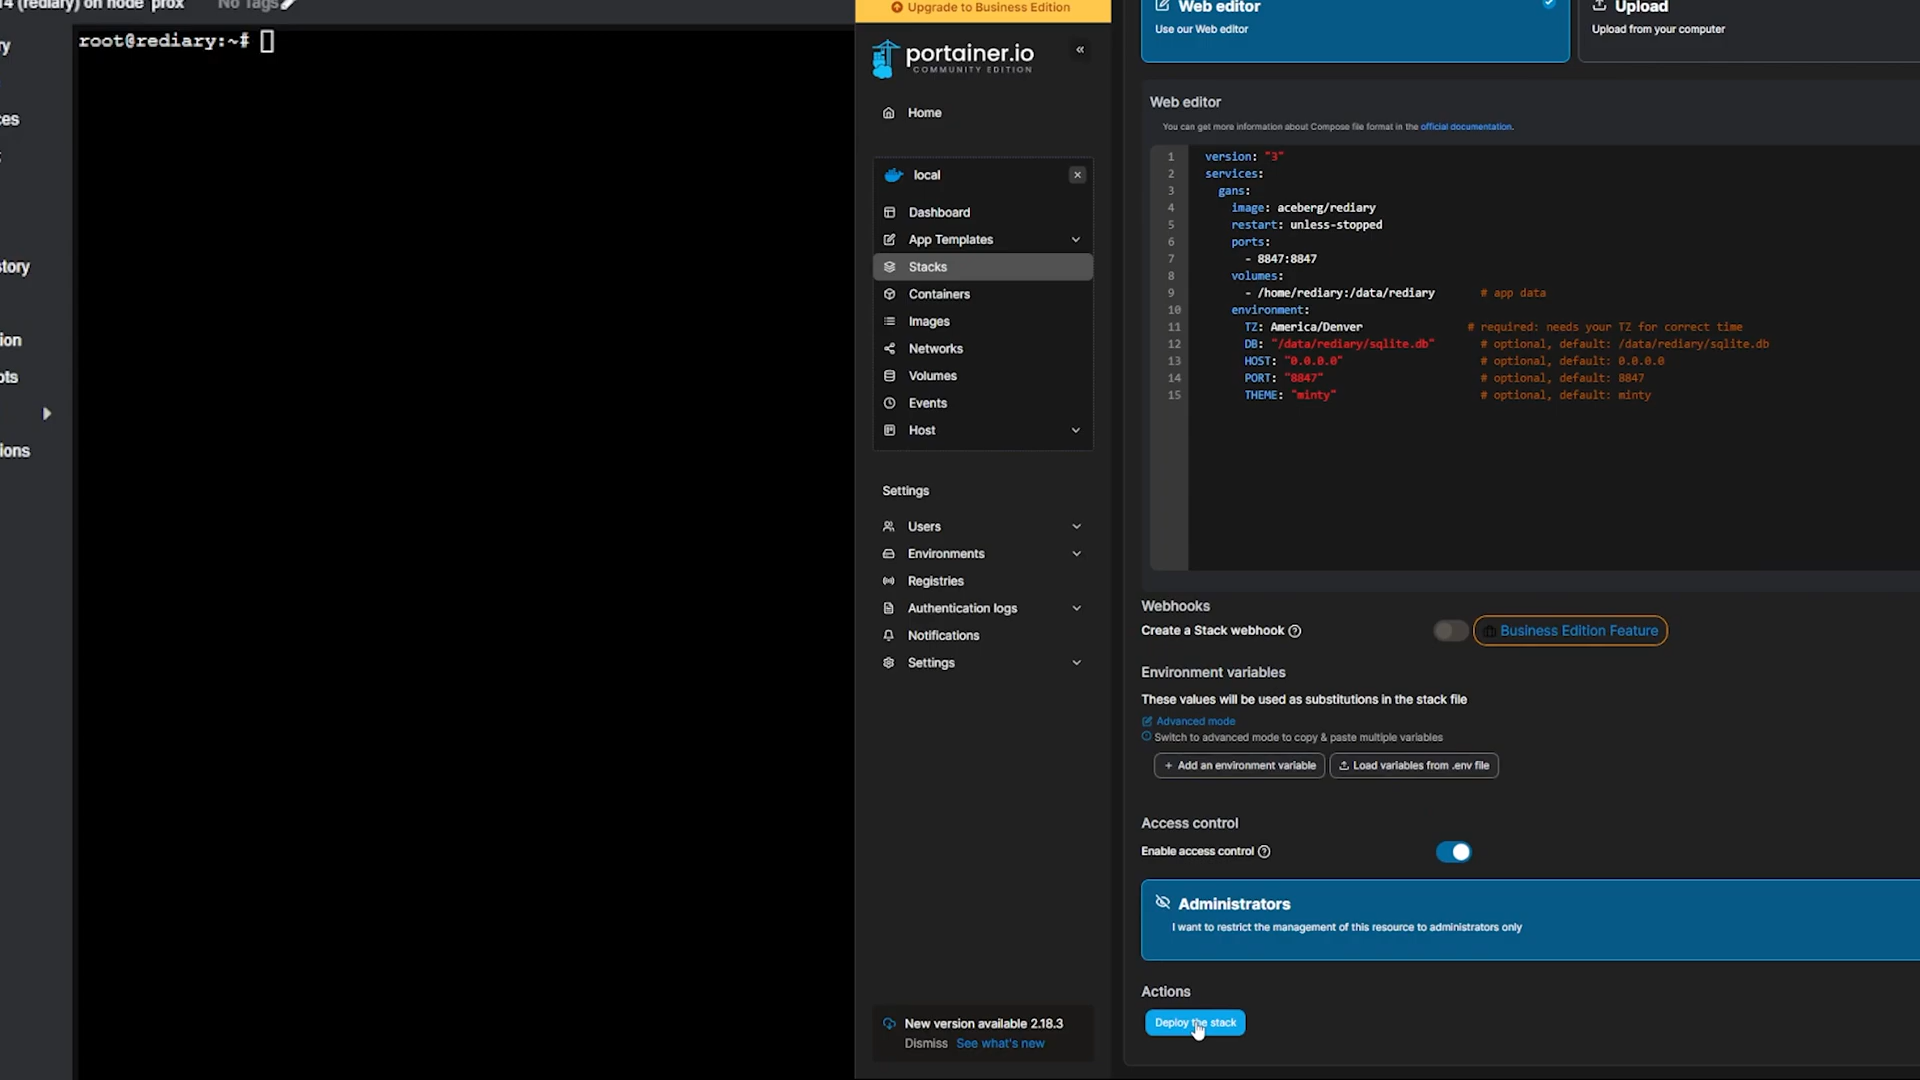 14 (rediary) on node 'prox'
No Tags
ry
ces
tory
ion
ots
ions
root@rediary:~#
Upgrade to Business Edition
portainer.io
COMMUNITY EDITION
Home
local
Dashboard
App Templates
Stacks
Containers
Images
Networks
Volumes
Events
Host
Settings
Users
Environments
Registries
Authentication logs
Notifications
Settings
New version available 2.18.3
Dismiss See what's new
Web editor
Use our Web editor
Upload
Upload from your computer
Web editor
You can get more information about Compose file format in the official documentation.
1 version: "3"
2 services:
3 gans:
4 image: aceberg/rediary
5 restart: unless-stopped
6 ports:
7 - 8847:8847
8 volumes:
9 - /home/rediary:/data/rediary # app data
10 environment:
11 TZ: America/Denver # required: needs your TZ for correct time
12 DB: "/data/rediary/sqlite.db" # optional, default: /data/rediary/sqlite.db
13 HOST: "0.0.0.0" # optional, default: 0.0.0.0
14 PORT: "8847" # optional, default: 8847
15 THEME: "minty" # optional, default: minty
Webhooks
Create a Stack webhook
Business Edition Feature
Environment variables
These values will be used as substitutions in the stack file
Advanced mode
Switch to advanced mode to copy & paste multiple variables
+ Add an environment variable
Load variables from .env file
Access control
Enable access control
Administrators
I want to restrict the management of this resource to administrators only
Actions
Deploy the stack